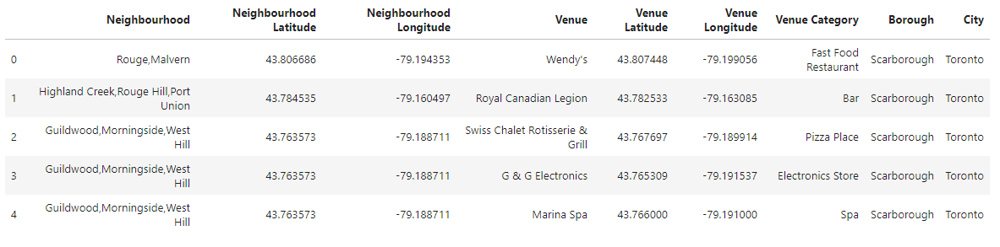 Neighbourhood Neighbourhood Latitude Neighbourhood Longitude Venue Venue Latitude Venue Longitude Venue Category Borough City
0 Rouge,Malvern 43.806686 -79.194353 Wendy's 43.807448 -79.199056 Fast Food Restaurant Scarborough Toronto
1 Highland Creek,Rouge Hill,Port Union 43.784535 -79.160497 Royal Canadian Legion 43.782533 -79.163085 Bar Scarborough Toronto
2 Guildwood,Morningside,West Hill 43.763573 -79.188711 Swiss Chalet Rotisserie & Grill 43.767697 -79.189914 Pizza Place Scarborough Toronto
3 Guildwood,Morningside,West Hill 43.763573 -79.188711 G & G Electronics 43.765309 -79.191537 Electronics Store Scarborough Toronto
4 Guildwood,Morningside,West Hill 43.763573 -79.188711 Marina Spa 43.766000 -79.191000 Spa Scarborough Toronto